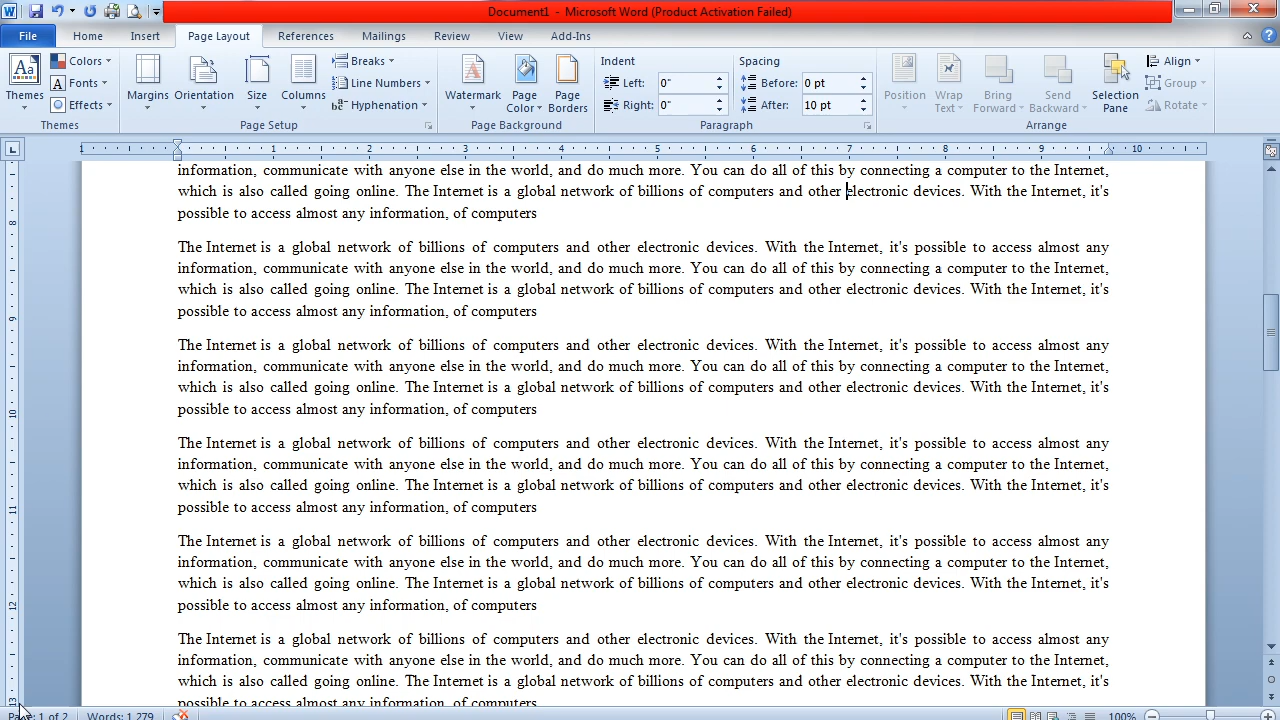 Document1 - Microsoft Word (Product Activation Failed)
File Home Insert Page Layout References Mailings Review View Add-Ins
Themes Colors Fonts Effects Margins Orientation Size Columns Breaks Line Numbers Hyphenation Watermark Page Color Page Borders Indent Left: 0" Right: 0" Spacing Before: 0 pt After: 10 pt Position Wrap Text Bring Forward Send Backward Selection Pane Align Group Rotate
Themes Page Setup Page Background Paragraph Arrange
1 1 2 3 4 5 6 7 8 9 10
8 9 10 11 12 13
information, communicate with anyone else in the world, and do much more. You can do all of this by connecting a computer to the Internet,
which is also called going online. The Internet is a global network of billions of computers and other electronic devices. With the Internet, it's
possible to access almost any information, of computers
The Internet is a global network of billions of computers and other electronic devices. With the Internet, it's possible to access almost any
information, communicate with anyone else in the world, and do much more. You can do all of this by connecting a computer to the Internet,
which is also called going online. The Internet is a global network of billions of computers and other electronic devices. With the Internet, it's
possible to access almost any information, of computers
The Internet is a global network of billions of computers and other electronic devices. With the Internet, it's possible to access almost any
information, communicate with anyone else in the world, and do much more. You can do all of this by connecting a computer to the Internet,
which is also called going online. The Internet is a global network of billions of computers and other electronic devices. With the Internet, it's
possible to access almost any information, of computers
The Internet is a global network of billions of computers and other electronic devices. With the Internet, it's possible to access almost any
information, communicate with anyone else in the world, and do much more. You can do all of this by connecting a computer to the Internet,
which is also called going online. The Internet is a global network of billions of computers and other electronic devices. With the Internet, it's
possible to access almost any information, of computers
The Internet is a global network of billions of computers and other electronic devices. With the Internet, it's possible to access almost any
information, communicate with anyone else in the world, and do much more. You can do all of this by connecting a computer to the Internet,
which is also called going online. The Internet is a global network of billions of computers and other electronic devices. With the Internet, it's
possible to access almost any information, of computers
The Internet is a global network of billions of computers and other electronic devices. With the Internet, it's possible to access almost any
information, communicate with anyone else in the world, and do much more. You can do all of this by connecting a computer to the Internet,
which is also called going online. The Internet is a global network of billions of computers and other electronic devices. With the Internet, it's
possible to access almost any information, of computers
Page: 1 of 2 Words: 1,279 100%